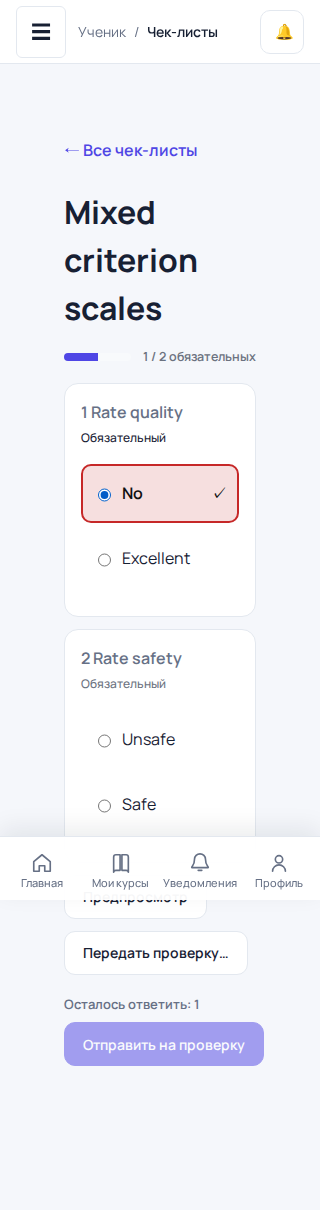 Ученик / Чек-листы
← Все чек-листы
Mixed
criterion
scales
1 / 2 обязательных
1 Rate quality
Обязательный
No
Excellent
2 Rate safety
Обязательный
Unsafe
Safe
Главная
Мои курсы
Уведомления
Профиль
Предпросмотр
Передать проверку…
Осталось ответить: 1
Отправить на проверку